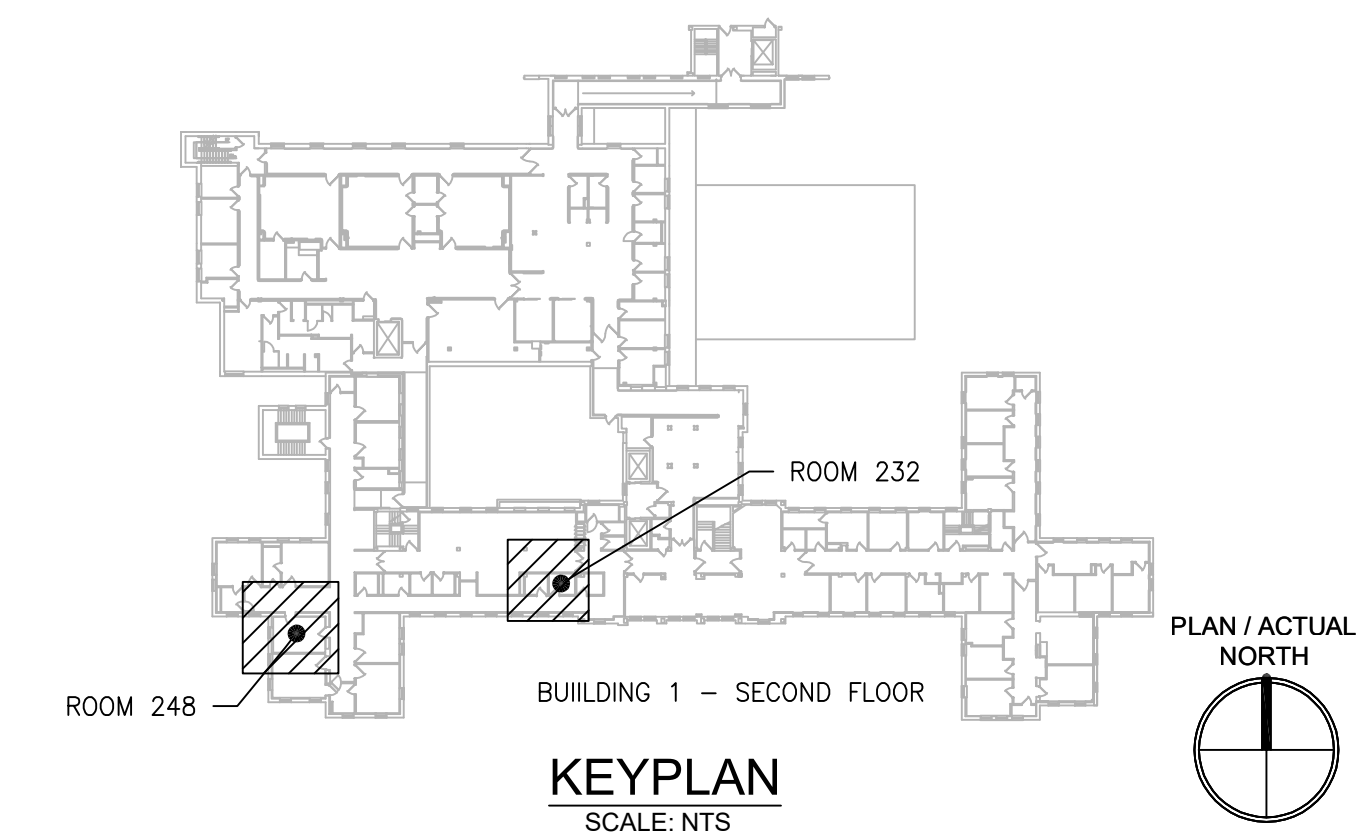 ROOM 232
PLAN / ACTUAL
NORTH
ROOM 248
BUIILDING 1 – SECOND FLOOR
KEYPLAN
SCALE: NTS